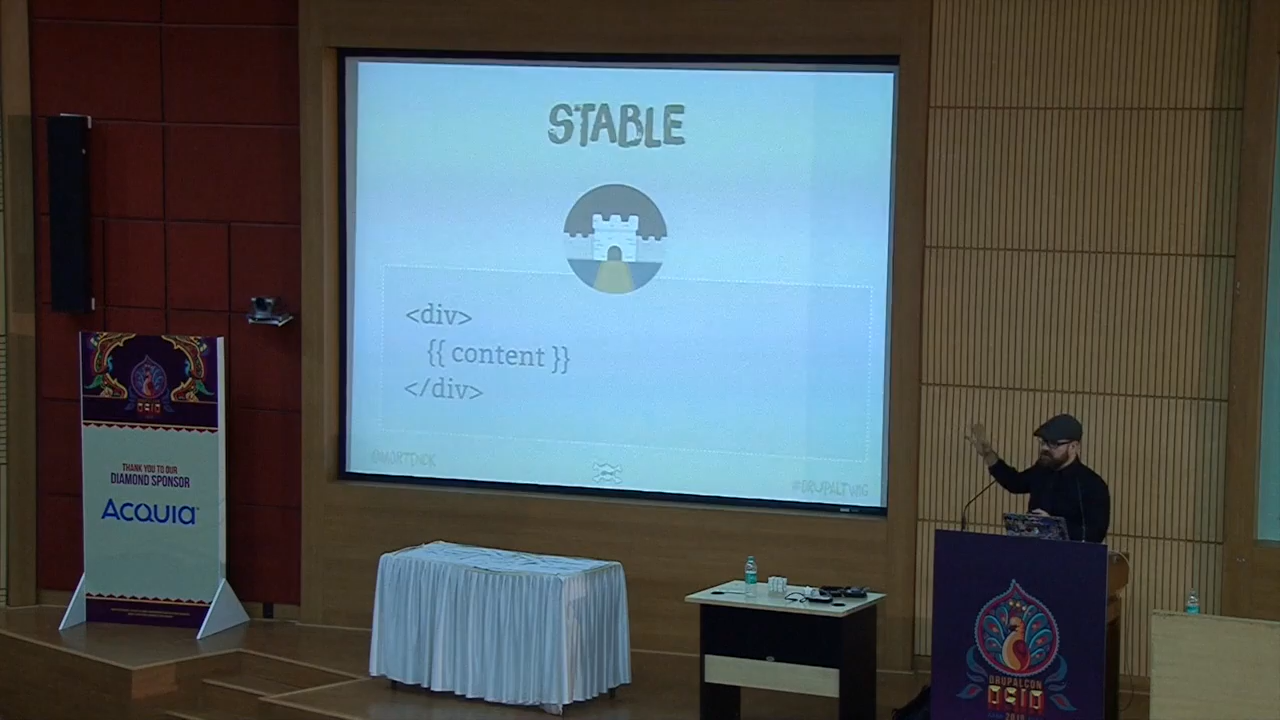 STABLE
<div>
{{ content }}
</div>
@MORTENDK
#DRUPALTWIG
THANK YOU TO OUR
DIAMOND SPONSOR
ACQUIA
DRUPALCON